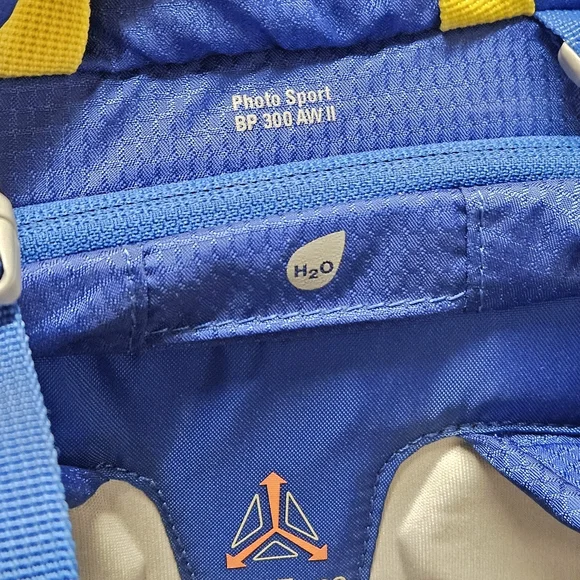 Photo Sport
BP 300 AW II
H₂O